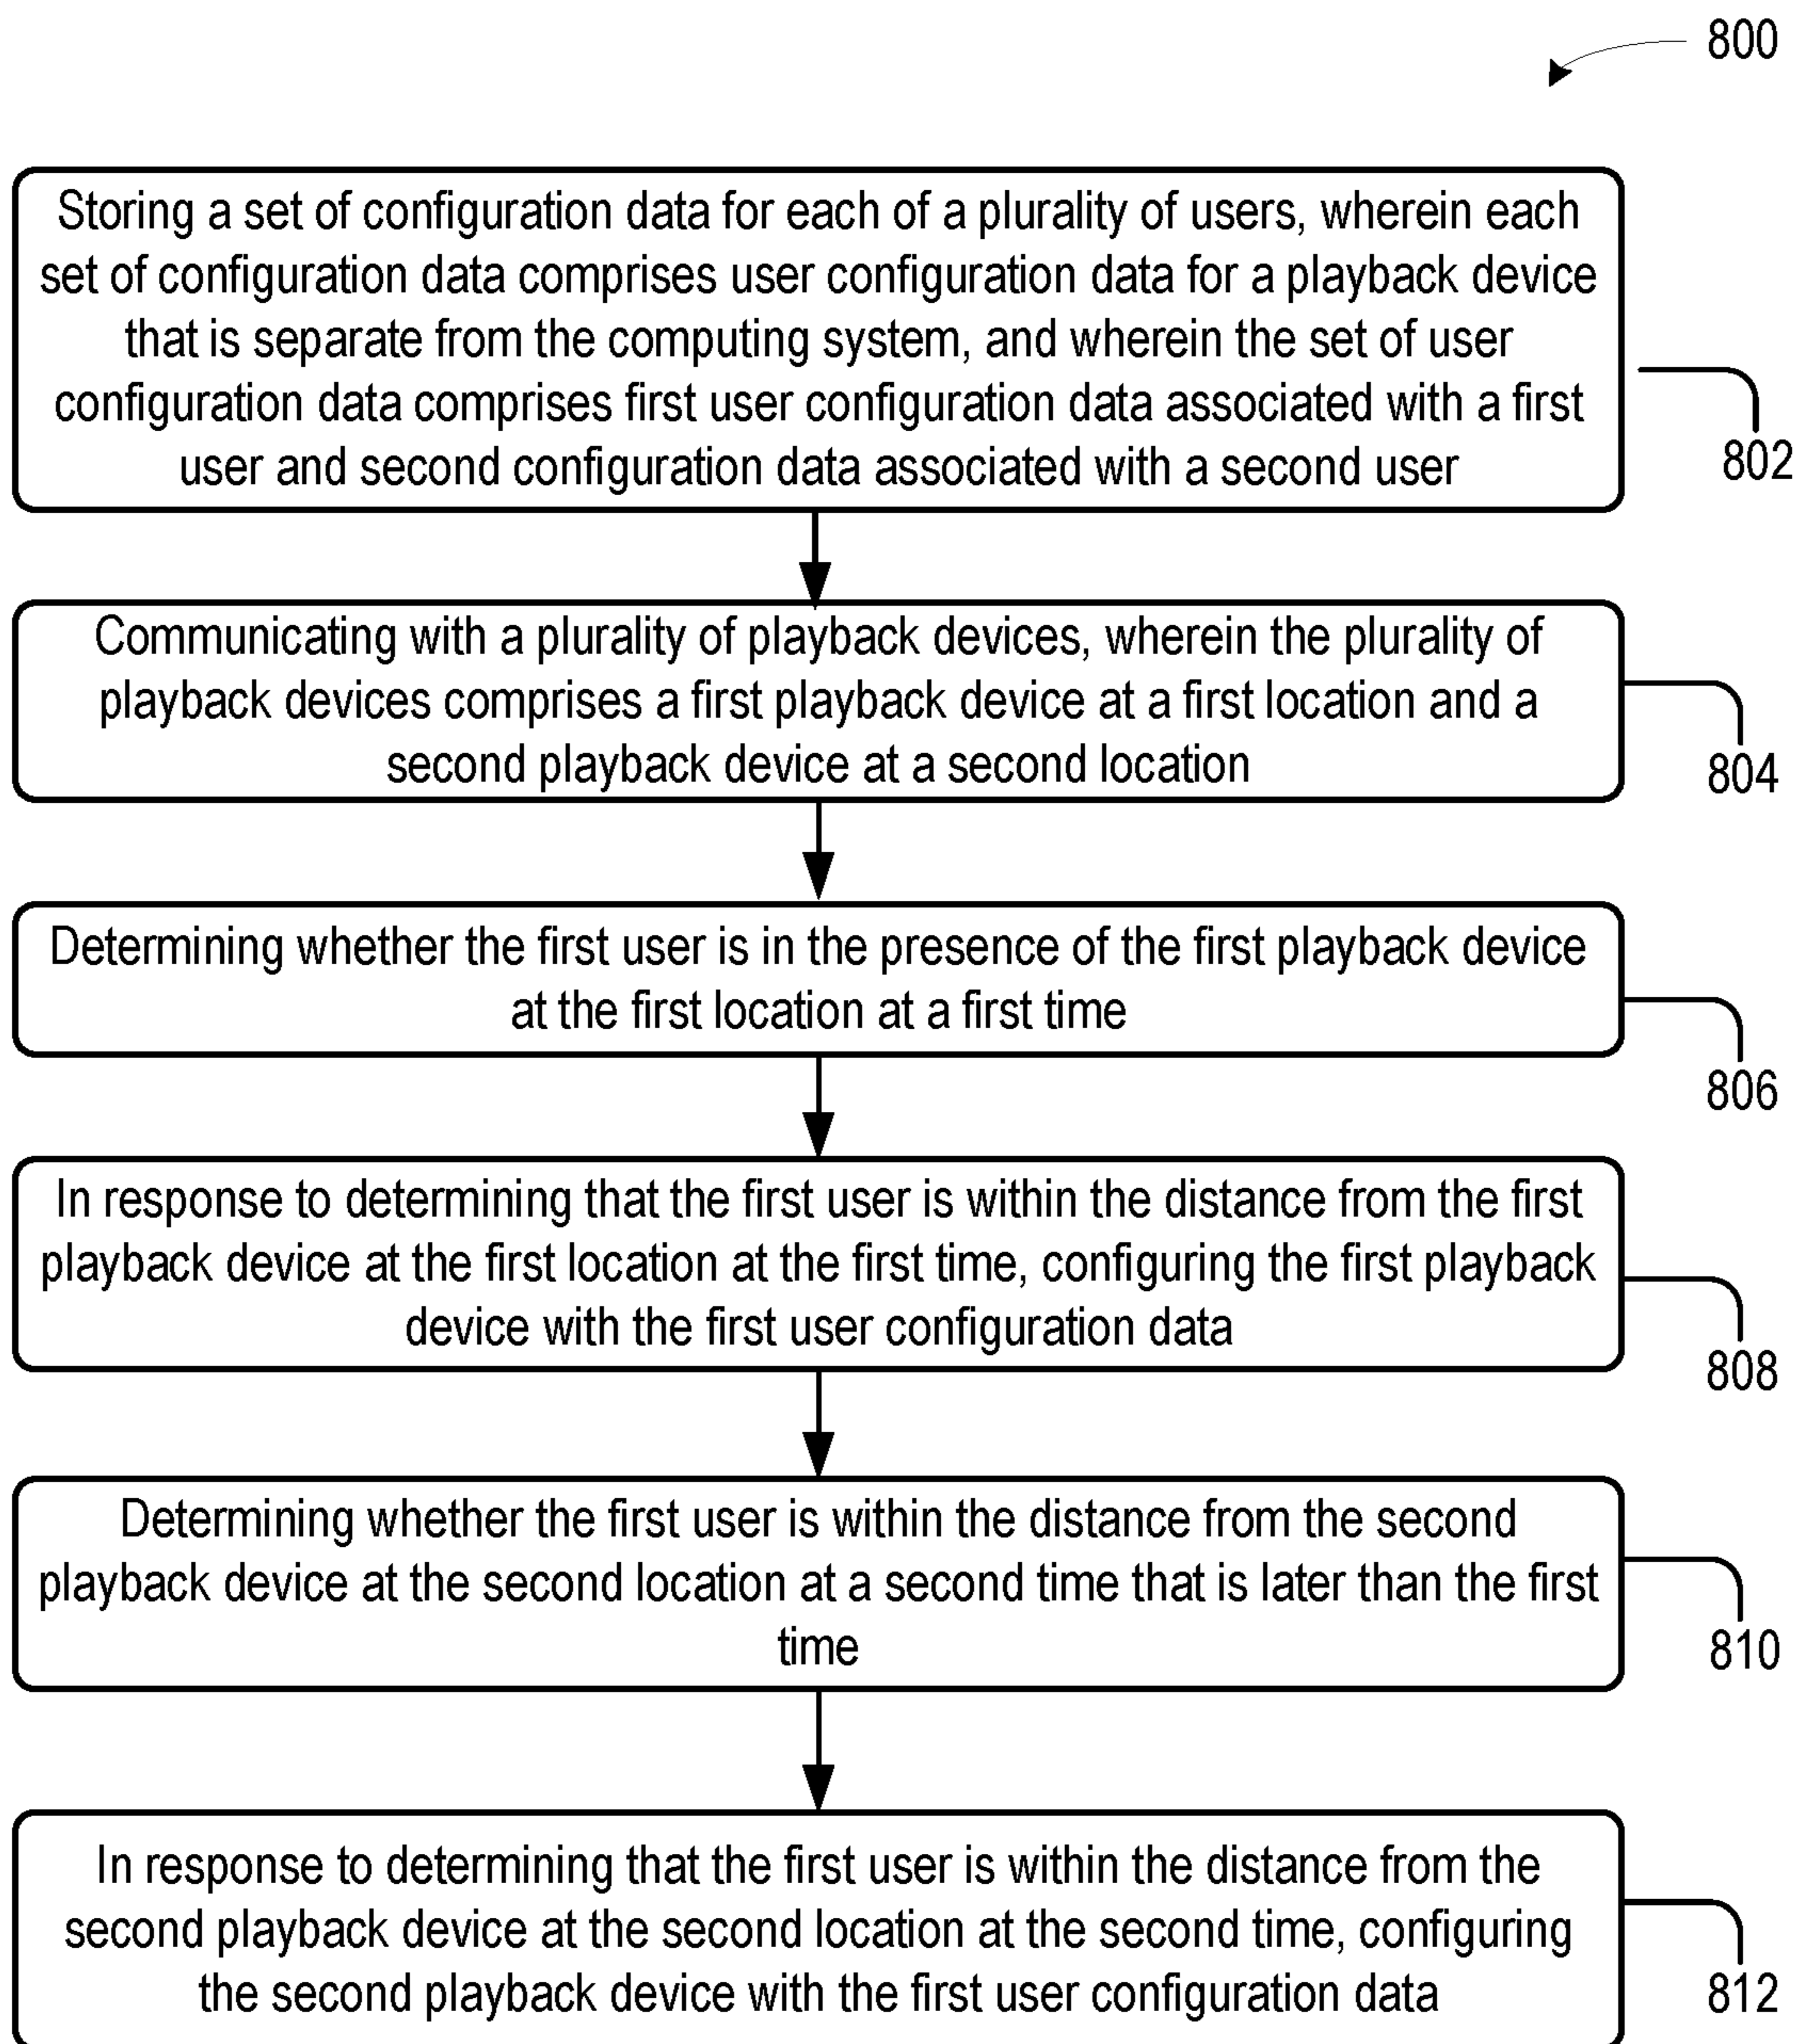 800
Storing a set of configuration data for each of a plurality of users, wherein each
set of configuration data comprises user configuration data for a playback device
that is separate from the computing system, and wherein the set of user
configuration data comprises first user configuration data associated with a first
user and second configuration data associated with a second user
802
Communicating with a plurality of playback devices, wherein the plurality of
playback devices comprises a first playback device at a first location and a
second playback device at a second location
804
Determining whether the first user is in the presence of the first playback device
at the first location at a first time
806
In response to determining that the first user is within the distance from the first
playback device at the first location at the first time, configuring the first playback
device with the first user configuration data
808
Determining whether the first user is within the distance from the second
playback device at the second location at a second time that is later than the first
time
810
In response to determining that the first user is within the distance from the
second playback device at the second location at the second time, configuring
the second playback device with the first user configuration data
812